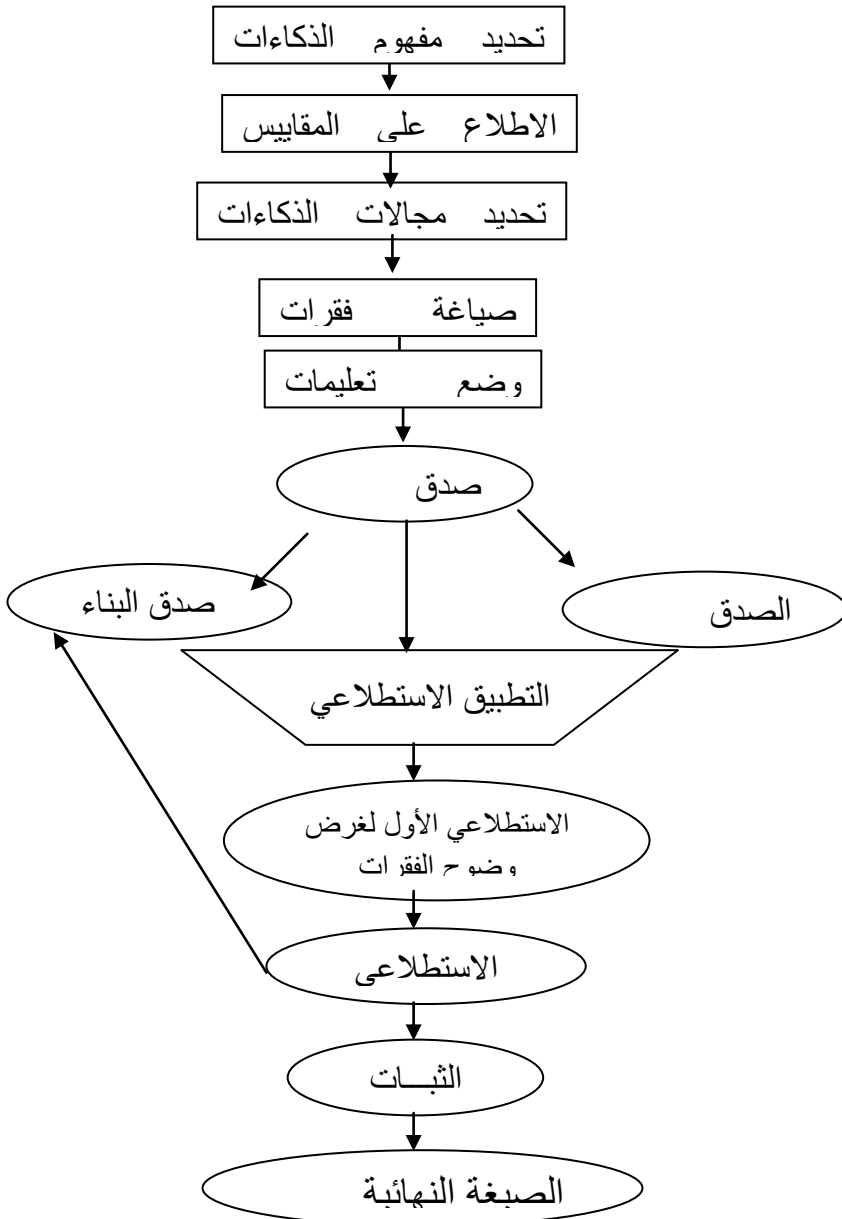 تحديد مفهوم الذكاءات
الاطلاع على المقاييس
تحديد مجالات الذكاءات
صياغة فقرات
وضع تعليمات
صدق
صدق البناء
الصدق
التطبيق الاستطلاعي
الاستطلاعي الأول لغرض
وضوح الفقرات
الاستطلاعي
الثبـــات
الصيغة النهائية